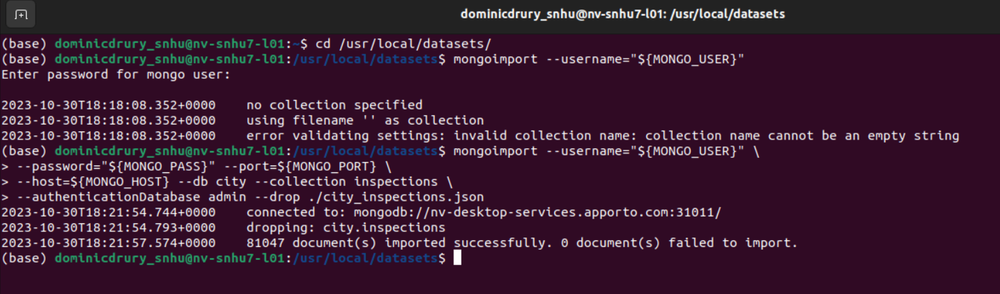 dominicdrury_snhu@nv-snhu7-l01: /usr/local/datasets
(base) dominicdrury_snhu@nv-snhu7-l01:~$ cd /usr/local/datasets/
(base) dominicdrury_snhu@nv-snhu7-l01:/usr/local/datasets$ mongoimport --username="${MONGO_USER}"
Enter password for mongo user:
2023-10-30T18:18:08.352+0000    no collection specified
2023-10-30T18:18:08.352+0000    using filename '' as collection
2023-10-30T18:18:08.352+0000    error validating settings: invalid collection name: collection name cannot be an empty string
(base) dominicdrury_snhu@nv-snhu7-l01:/usr/local/datasets$ mongoimport --username="${MONGO_USER}" \
> --password="${MONGO_PASS}" --port=${MONGO_PORT} \
> --host=${MONGO_HOST} --db city --collection inspections \
> --authenticationDatabase admin --drop ./city_inspections.json
2023-10-30T18:21:54.744+0000    connected to: mongodb://nv-desktop-services.apporto.com:31011/
2023-10-30T18:21:54.793+0000    dropping: city.inspections
2023-10-30T18:21:57.574+0000    81047 document(s) imported successfully. 0 document(s) failed to import.
(base) dominicdrury_snhu@nv-snhu7-l01:/usr/local/datasets$